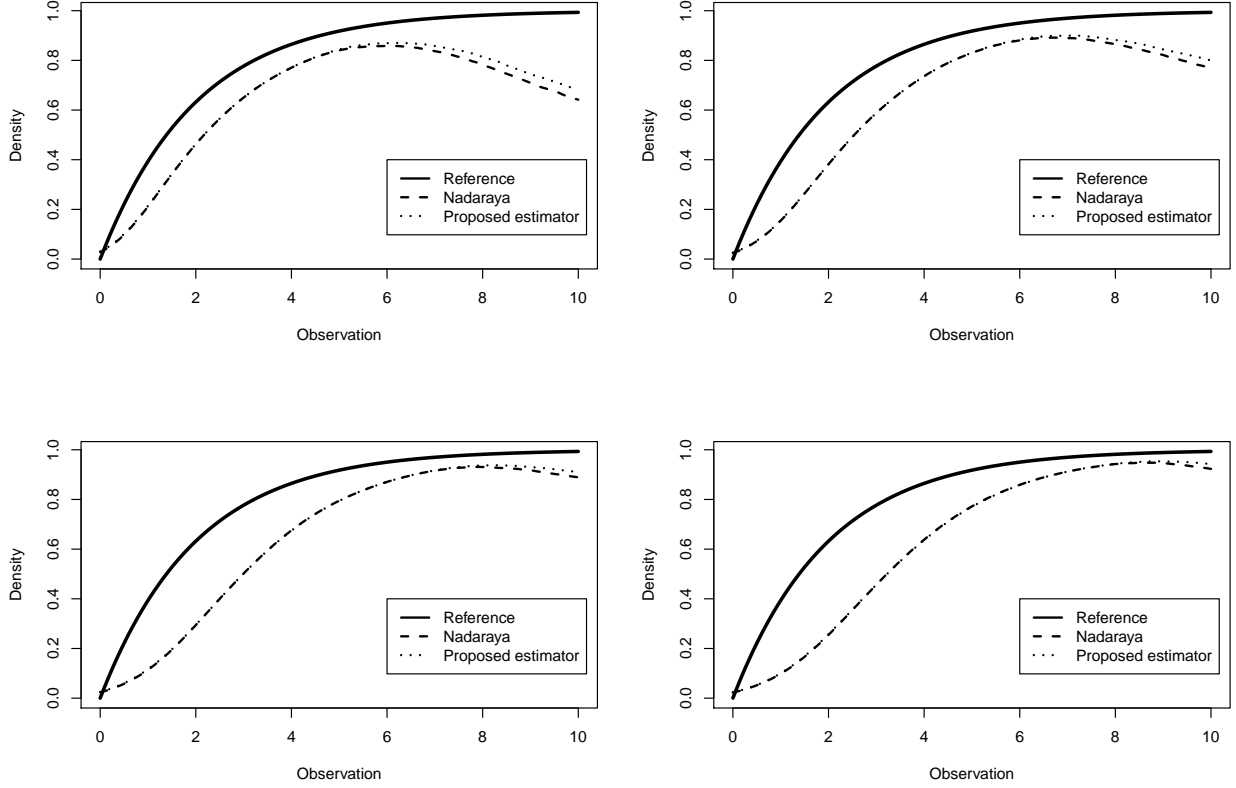 Density
1.0
0.8
0.6
0.4
0.2
0.0
Reference
Nadaraya
Proposed estimator
0 2 4 6 8 10
Observation
Density
1.0
0.8
0.6
0.4
0.2
0.0
Reference
Nadaraya
Proposed estimator
0 2 4 6 8 10
Observation
Density
1.0
0.8
0.6
0.4
0.2
0.0
Reference
Nadaraya
Proposed estimator
0 2 4 6 8 10
Observation
Density
1.0
0.8
0.6
0.4
0.2
0.0
Reference
Nadaraya
Proposed estimator
0 2 4 6 8 10
Observation